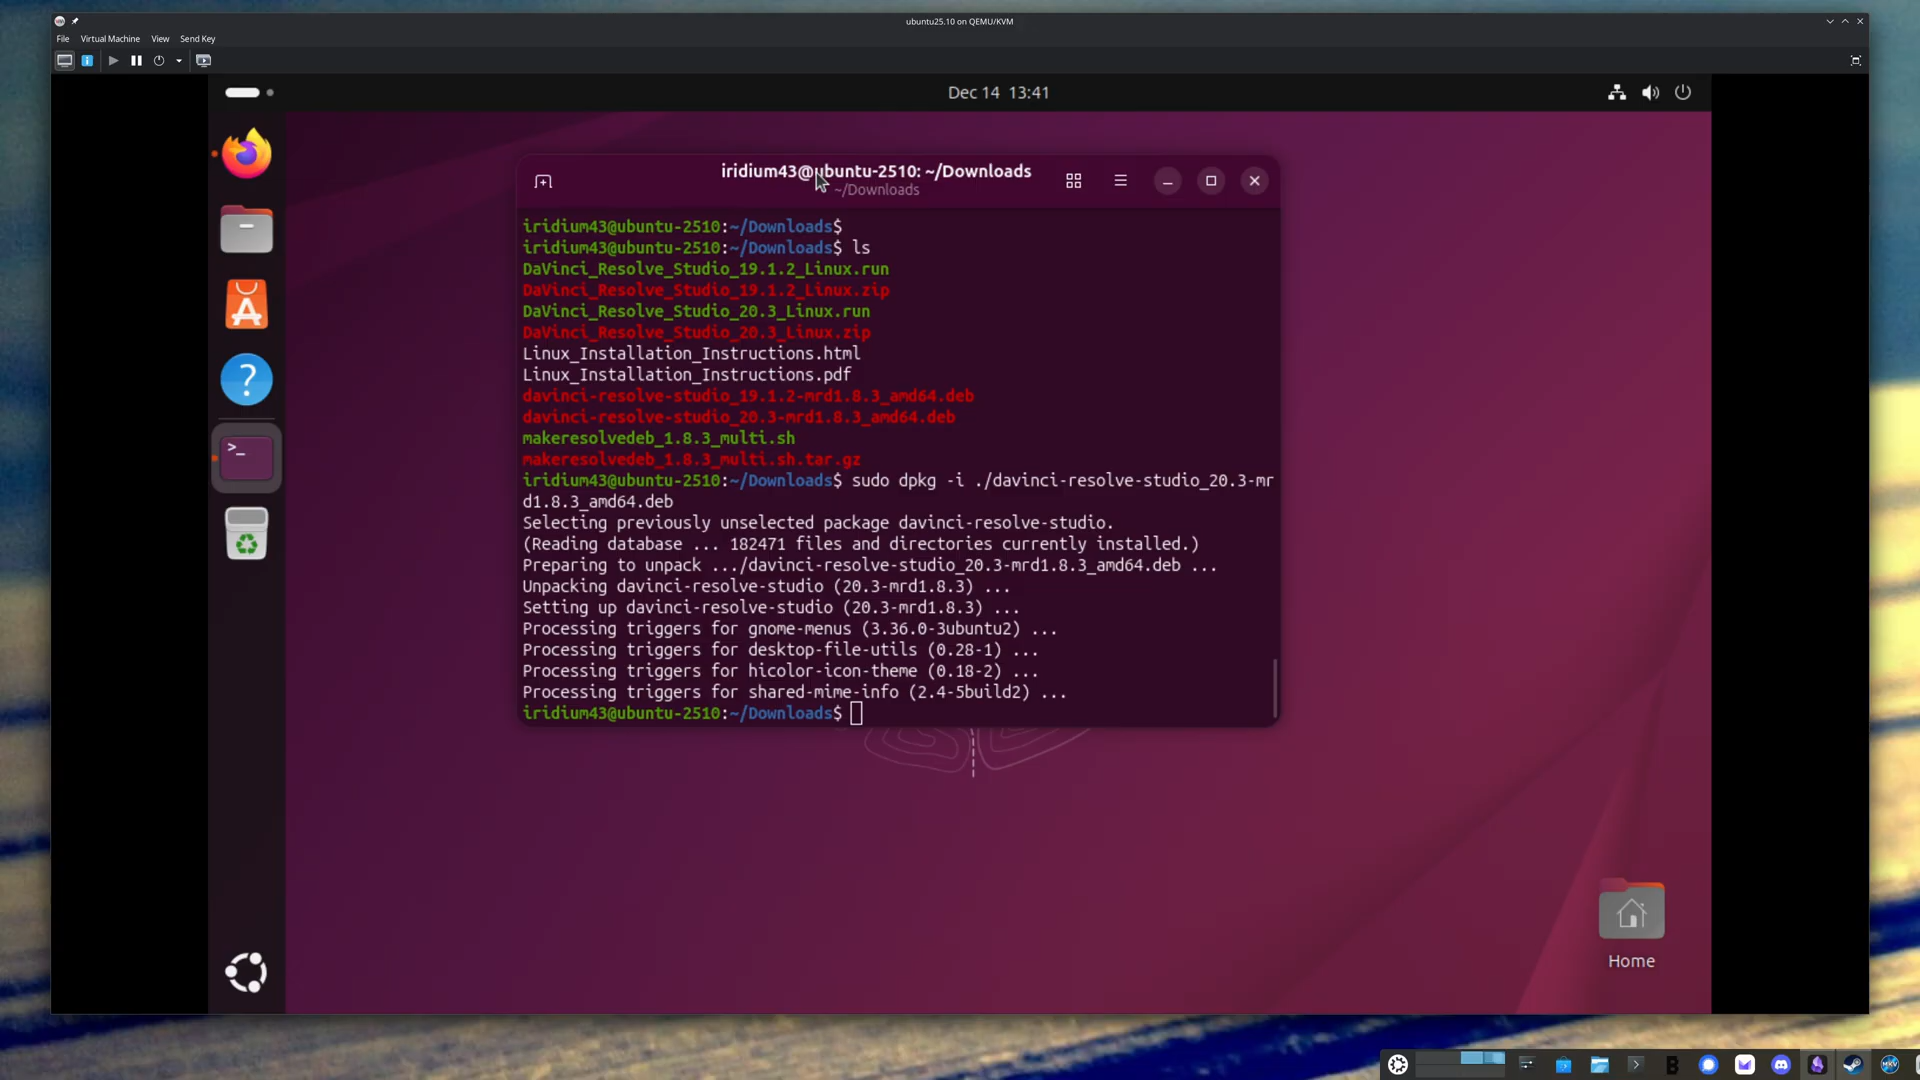 ubuntu25.10 on QEMU/KVM
File Virtual Machine View Send Key
Dec 14 13:41
iridium43@ubuntu-2510: ~/Downloads
~/Downloads
iridium43@ubuntu-2510:~/Downloads$
iridium43@ubuntu-2510:~/Downloads$ ls
DaVinci_Resolve_Studio_19.1.2_Linux.run
DaVinci_Resolve_Studio_19.1.2_Linux.zip
DaVinci_Resolve_Studio_20.3_Linux.run
DaVinci_Resolve_Studio_20.3_Linux.zip
Linux_Installation_Instructions.html
Linux_Installation_Instructions.pdf
davinci-resolve-studio_19.1.2-mrd1.8.3_amd64.deb
davinci-resolve-studio_20.3-mrd1.8.3_amd64.deb
makeresolvedeb_1.8.3_multi.sh
makeresolvedeb_1.8.3_multi.sh.tar.gz
iridium43@ubuntu-2510:~/Downloads$ sudo dpkg -i ./davinci-resolve-studio_20.3-mr
d1.8.3_amd64.deb
Selecting previously unselected package davinci-resolve-studio.
(Reading database ... 182471 files and directories currently installed.)
Preparing to unpack .../davinci-resolve-studio_20.3-mrd1.8.3_amd64.deb ...
Unpacking davinci-resolve-studio (20.3-mrd1.8.3) ...
Setting up davinci-resolve-studio (20.3-mrd1.8.3) ...
Processing triggers for gnome-menus (3.36.0-3ubuntu2) ...
Processing triggers for desktop-file-utils (0.28-1) ...
Processing triggers for hicolor-icon-theme (0.18-2) ...
Processing triggers for shared-mime-info (2.4-5build2) ...
iridium43@ubuntu-2510:~/Downloads$
Home